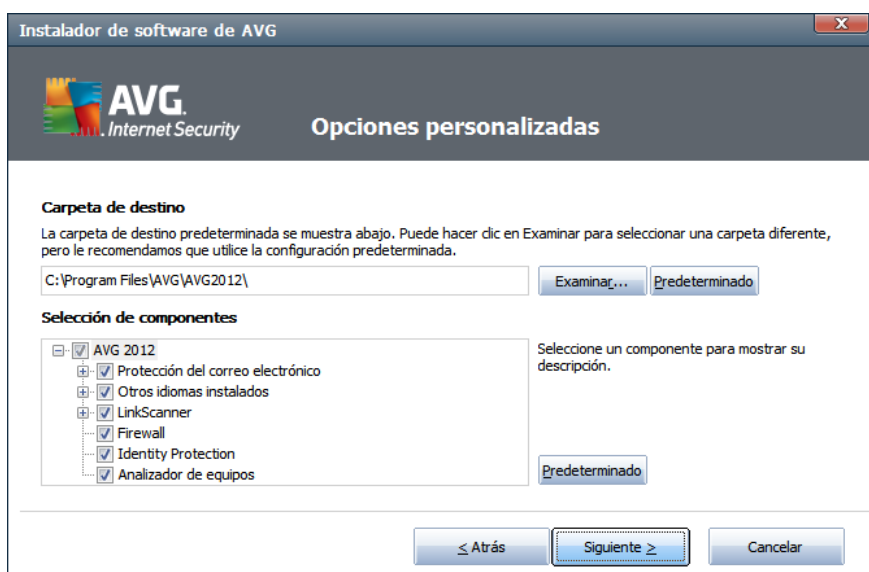 Instalador de software de AVG
X
AVG.
Internet Security
Opciones personalizadas
Carpeta de destino
La carpeta de destino predeterminada se muestra abajo. Puede hacer clic en Examinar para seleccionar una carpeta diferente,
pero le recomendamos que utilice la configuración predeterminada.
C:\Program Files\AVG\AVG2012\
Examinar...
Predeterminado
Selección de componentes
AVG 2012
Protección del correo electrónico
Otros idiomas instalados
LinkScanner
Firewall
Identity Protection
Analizador de equipos
Seleccione un componente para mostrar su
descripción.
Predeterminado
< Atrás
Siguiente >
Cancelar